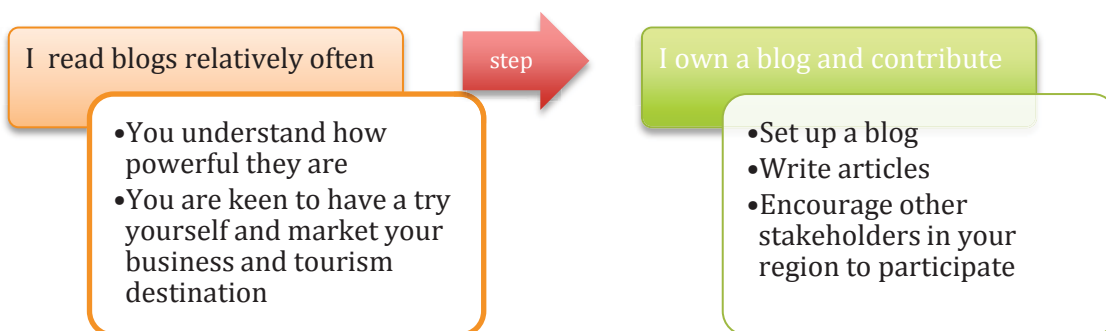 I read blogs relatively often
•You understand how
powerful they are
•You are keen to have a try
yourself and market your
business and tourism
destination
step
I own a blog and contribute
•Set up a blog
•Write articles
•Encourage other
stakeholders in your
region to participate